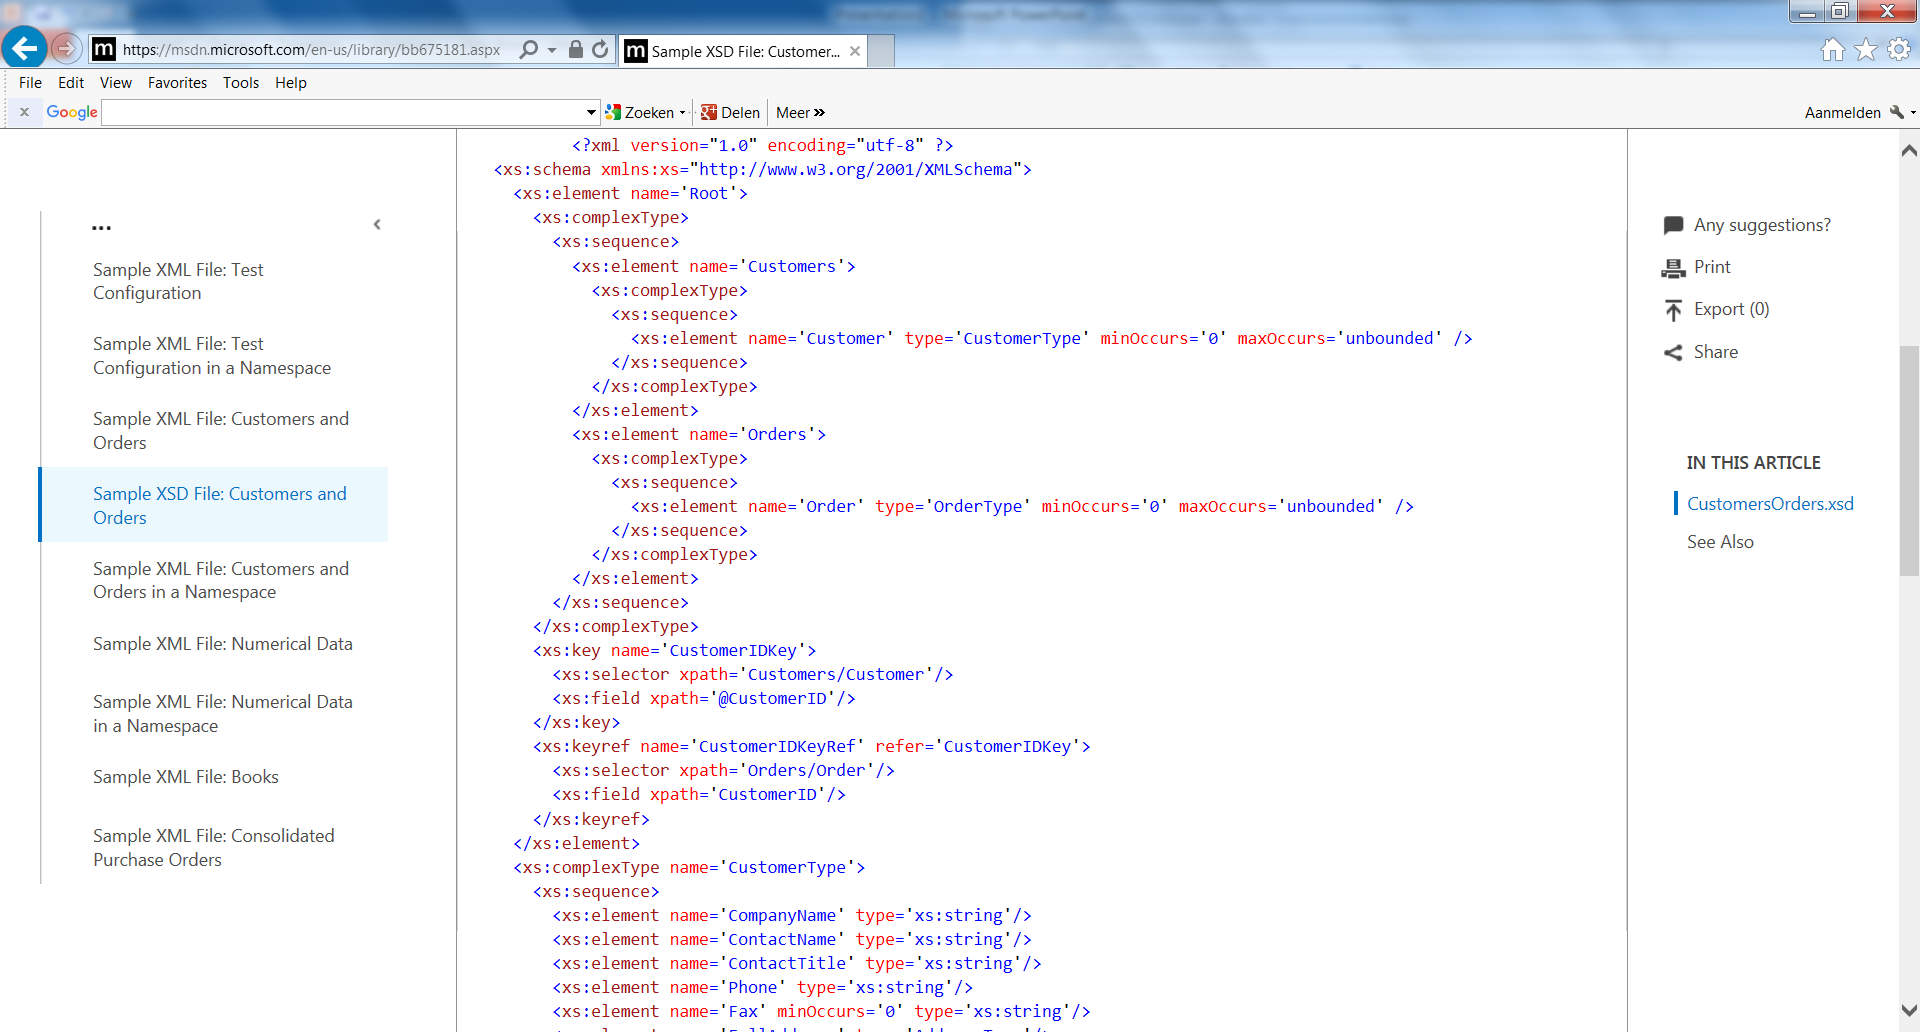 Presentation1 - Microsoft PowerPoint
https://msdn.microsoft.com/en-us/library/bb675181.aspx
Sample XSD File: Customer...
File Edit View Favorites Tools Help
x Google Zoeken Delen Meer »
Aanmelden
...
Sample XML File: Test
Configuration
Sample XML File: Test
Configuration in a Namespace
Sample XML File: Customers and
Orders
Sample XSD File: Customers and
Orders
Sample XML File: Customers and
Orders in a Namespace
Sample XML File: Numerical Data
Sample XML File: Numerical Data
in a Namespace
Sample XML File: Books
Sample XML File: Consolidated
Purchase Orders
<?xml version="1.0" encoding="utf-8" ?>
<xs:schema xmlns:xs="http://www.w3.org/2001/XMLSchema">
<xs:element name='Root'>
<xs:complexType>
<xs:sequence>
<xs:element name='Customers'>
<xs:complexType>
<xs:sequence>
<xs:element name='Customer' type='CustomerType' minOccurs='0' maxOccurs='unbounded' />
</xs:sequence>
</xs:complexType>
</xs:element>
<xs:element name='Orders'>
<xs:complexType>
<xs:sequence>
<xs:element name='Order' type='OrderType' minOccurs='0' maxOccurs='unbounded' />
</xs:sequence>
</xs:complexType>
</xs:element>
</xs:sequence>
</xs:complexType>
<xs:key name='CustomerIDKey'>
<xs:selector xpath='Customers/Customer'/>
<xs:field xpath='@CustomerID'/>
</xs:key>
<xs:keyref name='CustomerIDKeyRef' refer='CustomerIDKey'>
<xs:selector xpath='Orders/Order'/>
<xs:field xpath='CustomerID'/>
</xs:keyref>
</xs:element>
<xs:complexType name='CustomerType'>
<xs:sequence>
<xs:element name='CompanyName' type='xs:string'/>
<xs:element name='ContactName' type='xs:string'/>
<xs:element name='ContactTitle' type='xs:string'/>
<xs:element name='Phone' type='xs:string'/>
<xs:element name='Fax' minOccurs='0' type='xs:string'/>
Any suggestions?
Print
Export (0)
Share
IN THIS ARTICLE
CustomersOrders.xsd
See Also